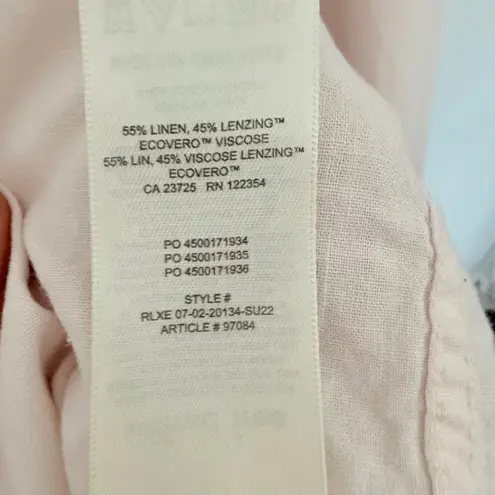 55% LINEN, 45% LENZING™
ECOVERO™ VISCOSE
55% LIN, 45% VISCOSE LENZING™
ECOVERO™
CA 23725 RN 122354
PO 4500171934
PO 4500171935
PO 4500171936
STYLE #
RLXE 07-02-20134-SU22
ARTICLE # 97084